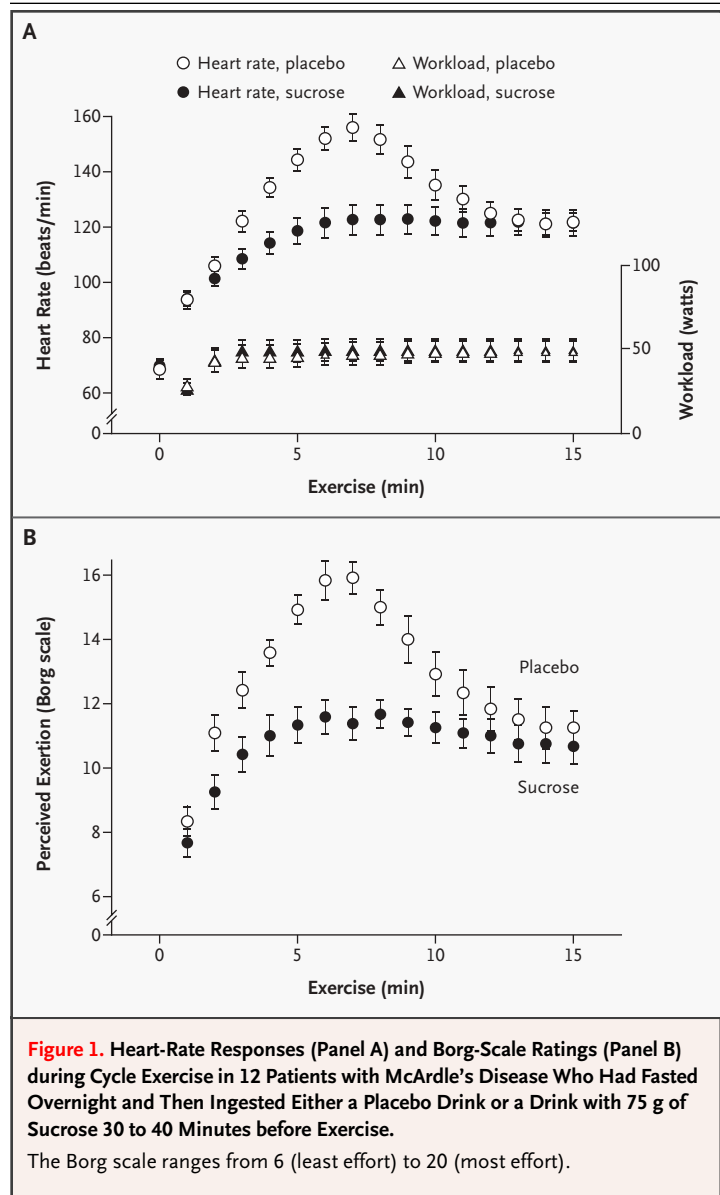 A
Heart rate, placebo
Workload, placebo
Heart rate, sucrose
Workload, sucrose
160
140
120
100
80
60
0
Heart Rate (beats/min)
100
50
0
Workload (watts)
0 5 10 15
Exercise (min)
B
16
14
12
10
8
6
0
Perceived Exertion (Borg scale)
Placebo
Sucrose
0 5 10 15
Exercise (min)
Figure 1. Heart-Rate Responses (Panel A) and Borg-Scale Ratings (Panel B)
during Cycle Exercise in 12 Patients with McArdle's Disease Who Had Fasted
Overnight and Then Ingested Either a Placebo Drink or a Drink with 75 g of
Sucrose 30 to 40 Minutes before Exercise.
The Borg scale ranges from 6 (least effort) to 20 (most effort).